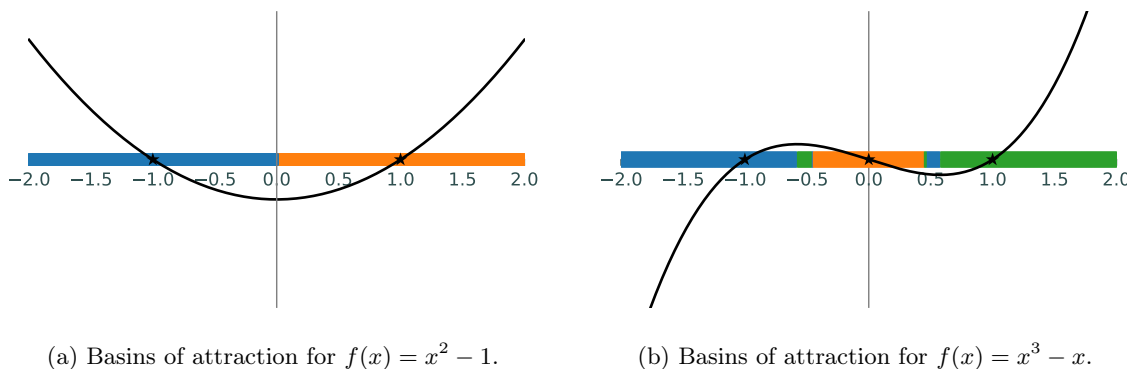 −2.0 −1.5 −1.0 −0.5 0.0 0.5 1.0 1.5 2.0
−2.0 −1.5 −1.0 −0.5 0.0 0.5 1.0 1.5 2.0
(a) Basins of attraction for f(x) = x² − 1.
(b) Basins of attraction for f(x) = x³ − x.